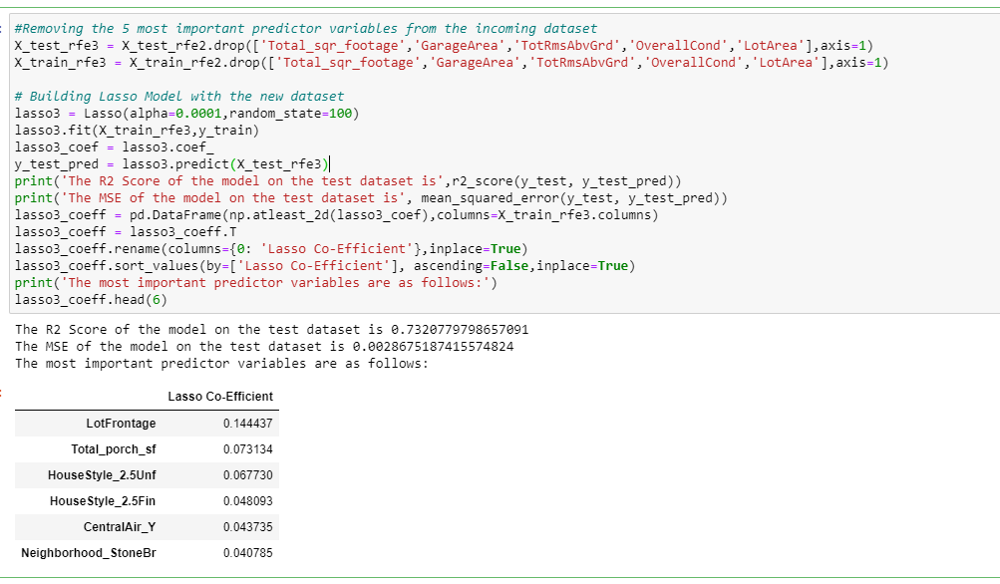 #Removing the 5 most important predictor variables from the incoming dataset
X_test_rfe3 = X_test_rfe2.drop(['Total_sqr_footage','GarageArea','TotRmsAbvGrd','OverallCond','LotArea'],axis=1)
X_train_rfe3 = X_train_rfe2.drop(['Total_sqr_footage','GarageArea','TotRmsAbvGrd','OverallCond','LotArea'],axis=1)
# Building Lasso Model with the new dataset
lasso3 = Lasso(alpha=0.0001,random_state=100)
lasso3.fit(X_train_rfe3,y_train)
lasso3_coef = lasso3.coef_
y_test_pred = lasso3.predict(X_test_rfe3)
print('The R2 Score of the model on the test dataset is',r2_score(y_test, y_test_pred))
print('The MSE of the model on the test dataset is', mean_squared_error(y_test, y_test_pred))
lasso3_coeff = pd.DataFrame(np.atleast_2d(lasso3_coef),columns=X_train_rfe3.columns)
lasso3_coeff = lasso3_coeff.T
lasso3_coeff.rename(columns={0: 'Lasso Co-Efficient'},inplace=True)
lasso3_coeff.sort_values(by=['Lasso Co-Efficient'], ascending=False,inplace=True)
print('The most important predictor variables are as follows:')
lasso3_coeff.head(6)
The R2 Score of the model on the test dataset is 0.7320779798657091
The MSE of the model on the test dataset is 0.0028675187415574824
The most important predictor variables are as follows:
Lasso Co-Efficient
LotFrontage 0.144437
Total_porch_sf 0.073134
HouseStyle_2.5Unf 0.067730
HouseStyle_2.5Fin 0.048093
CentralAir_Y 0.043735
Neighborhood_StoneBr 0.040785